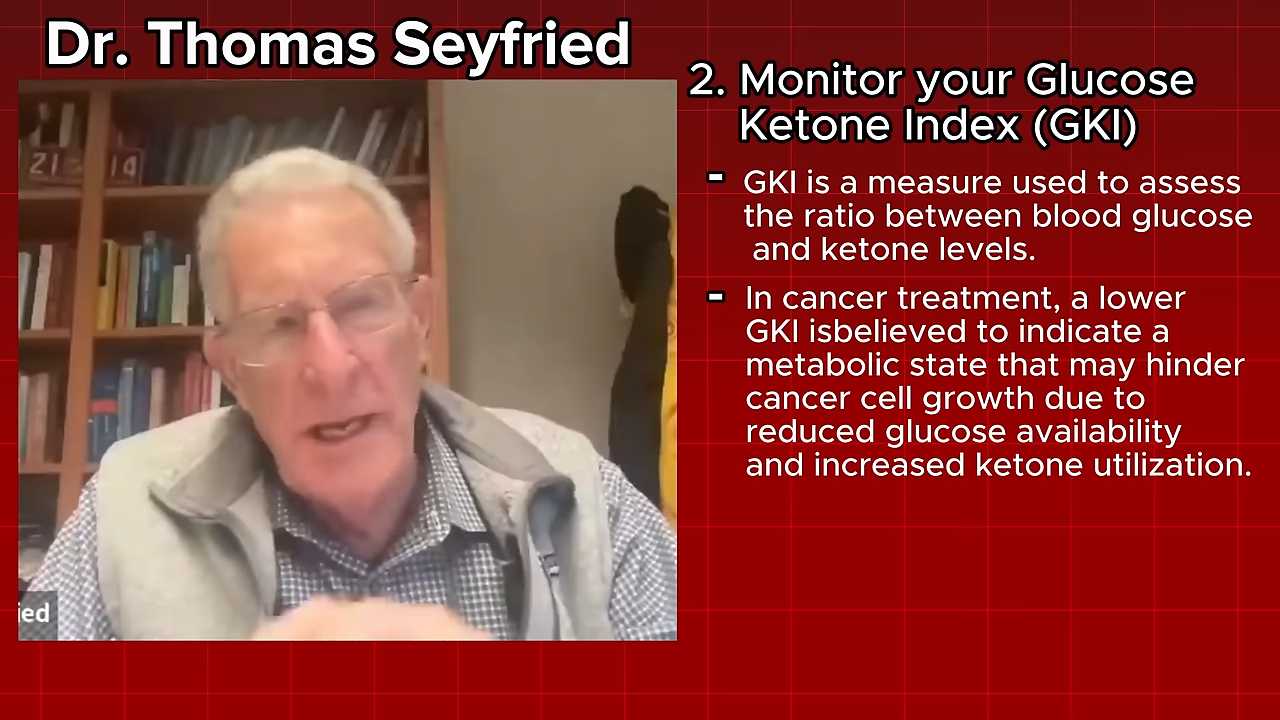 Dr. Thomas Seyfried
2. Monitor your Glucose
Ketone Index (GKI)
- GKI is a measure used to assess
the ratio between blood glucose
and ketone levels.
- In cancer treatment, a lower
GKI isbelieved to indicate a
metabolic state that may hinder
cancer cell growth due to
reduced glucose availability
and increased ketone utilization.
21 14
ied